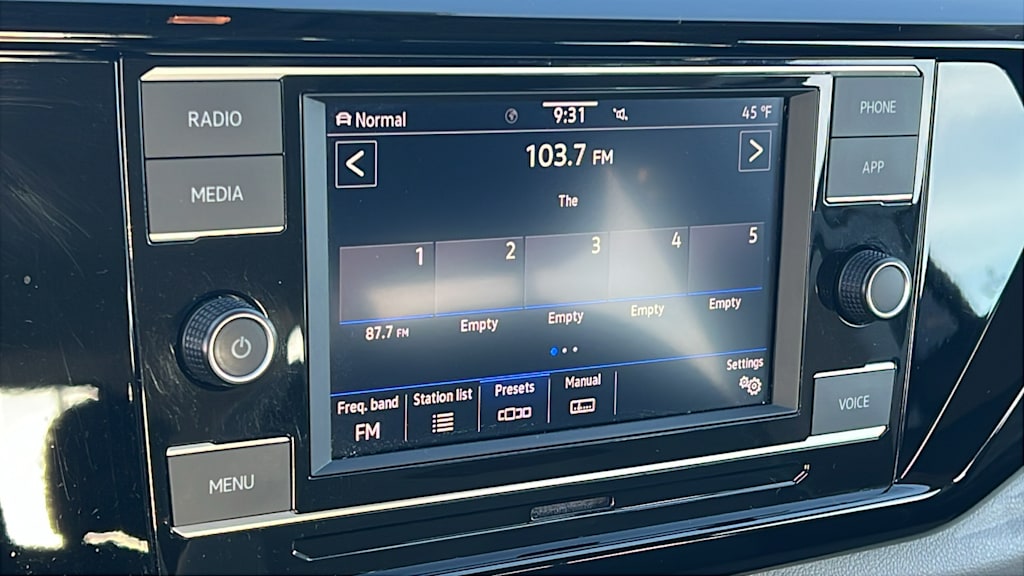 RADIO
MEDIA
MENU
Normal
9:31
45 °F
103.7 FM
The
1
2
3
4
5
87.7 FM
Empty
Empty
Empty
Empty
Freq. band
FM
Station list
Presets
Manual
Settings
PHONE
APP
VOICE